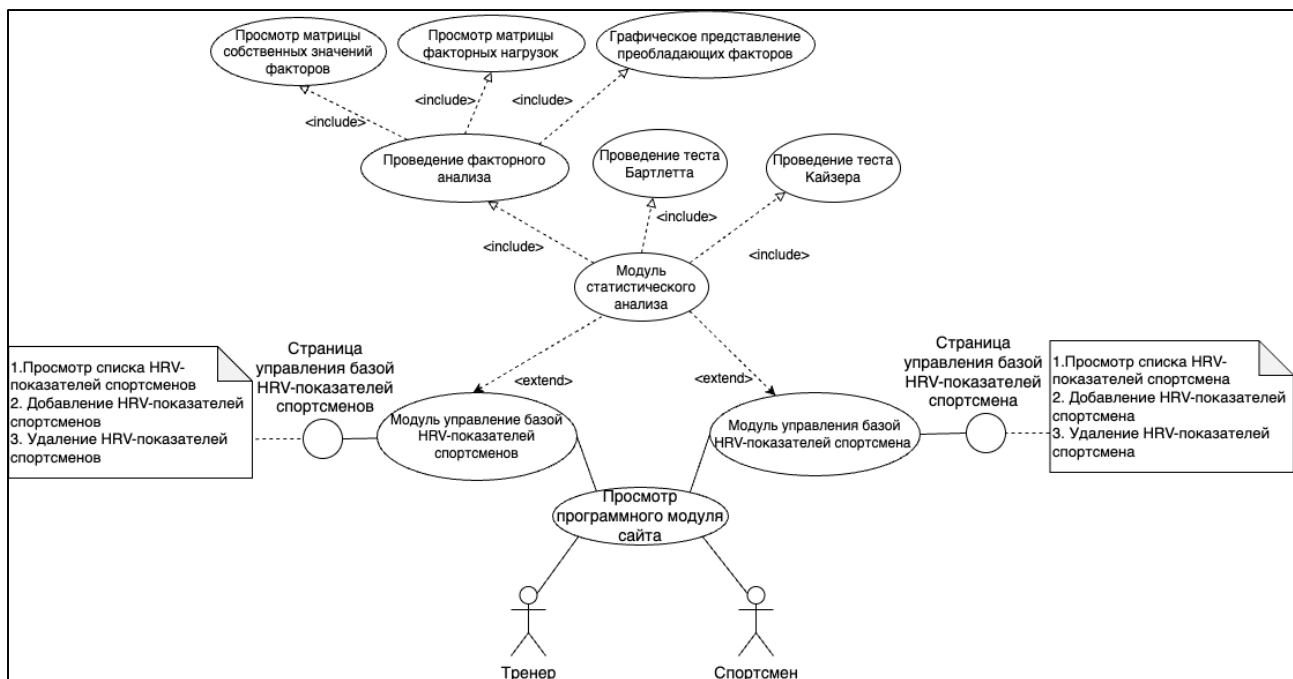 Просмотр матрицы
собственных значений
факторов
Просмотр матрицы
факторных нагрузок
Графическое представление
преобладающих факторов
<include>
<include>
<include>
Проведение факторного
анализа
Проведение теста
Бартлетта
Проведение теста
Кайзера
<include>
<include>
<include>
Модуль
статистического
анализа
1.Просмотр списка HRV-
показателей спортсменов
2. Добавление HRV-показателей
спортсменов
3. Удаление HRV-показателей
спортсменов
Страница
управления базой
HRV-показателей
спортсменов
<extend>
<extend>
Страница
управления базой
HRV-показателей
спортсмена
1.Просмотр списка HRV-
показателей спортсмена
2. Добавление HRV-показателей
спортсмена
3. Удаление HRV-показателей
спортсмена
Модуль управление базой
HRV-показателей
спортсменов
Модуль управления базой
HRV-показателей спортсмена
Просмотр
программного модуля
сайта
Тренер
Спортсмен